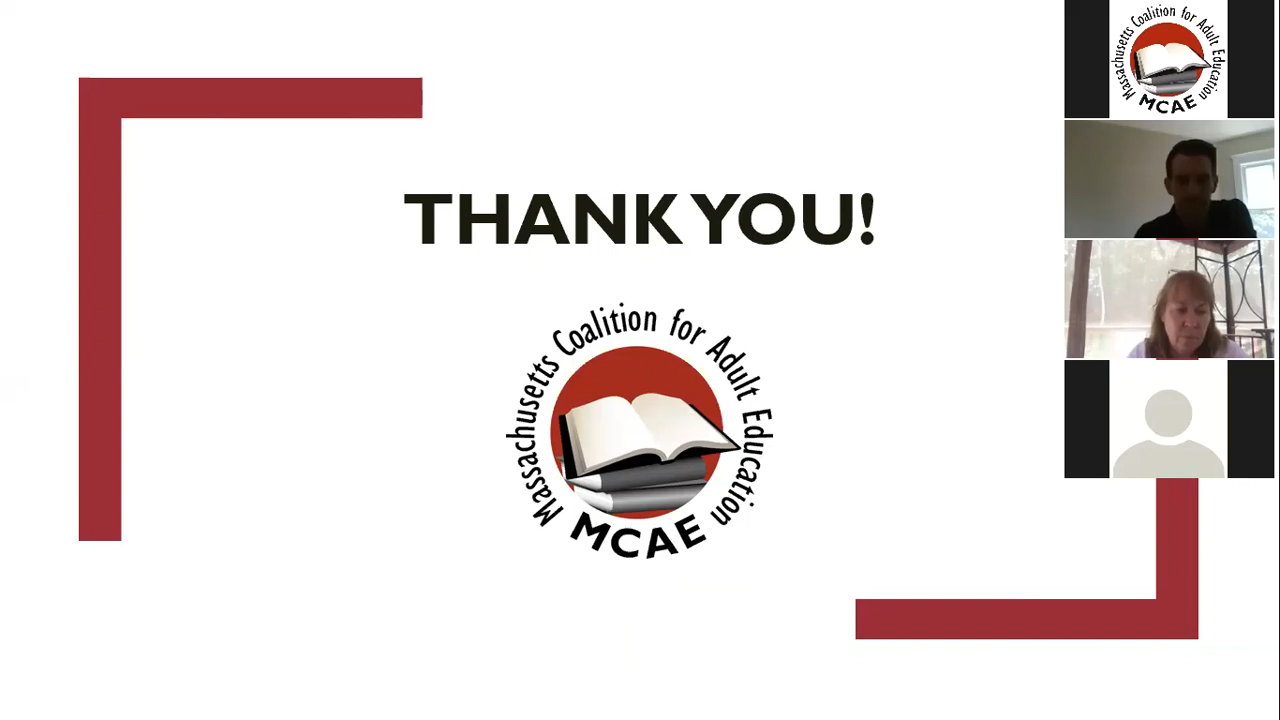 THANK YOU!
Massachusetts Coalition for Adult Education
MCAE
Massachusetts Coalition for Adult Education
MCAE